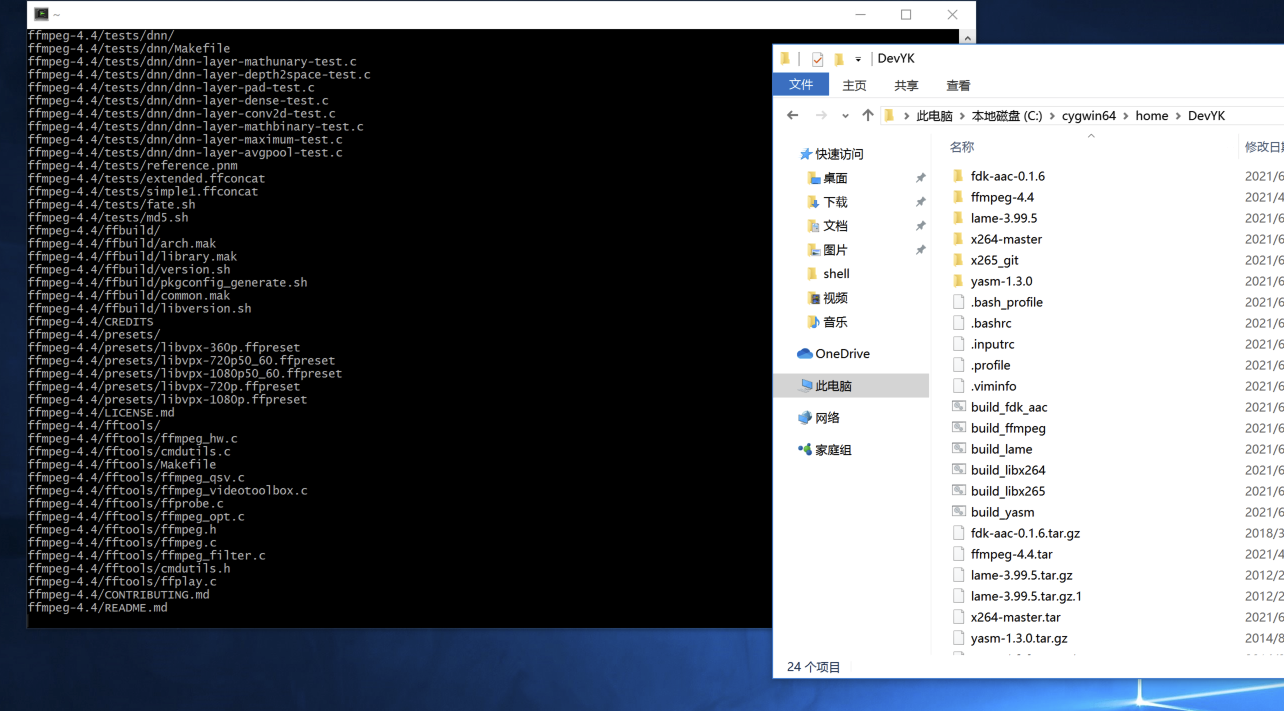 ~
ffmpeg-4.4/tests/dnn/
ffmpeg-4.4/tests/dnn/Makefile
ffmpeg-4.4/tests/dnn/dnn-layer-mathunary-test.c
ffmpeg-4.4/tests/dnn/dnn-layer-depth2space-test.c
ffmpeg-4.4/tests/dnn/dnn-layer-pad-test.c
ffmpeg-4.4/tests/dnn/dnn-layer-dense-test.c
ffmpeg-4.4/tests/dnn/dnn-layer-conv2d-test.c
ffmpeg-4.4/tests/dnn/dnn-layer-mathbinary-test.c
ffmpeg-4.4/tests/dnn/dnn-layer-maximum-test.c
ffmpeg-4.4/tests/dnn/dnn-layer-avgpool-test.c
ffmpeg-4.4/tests/reference.pnm
ffmpeg-4.4/tests/extended.ffconcat
ffmpeg-4.4/tests/simple1.ffconcat
ffmpeg-4.4/tests/fate.sh
ffmpeg-4.4/tests/md5.sh
ffmpeg-4.4/ffbuild/
ffmpeg-4.4/ffbuild/arch.mak
ffmpeg-4.4/ffbuild/library.mak
ffmpeg-4.4/ffbuild/version.sh
ffmpeg-4.4/ffbuild/pkgconfig_generate.sh
ffmpeg-4.4/ffbuild/common.mak
ffmpeg-4.4/ffbuild/libversion.sh
ffmpeg-4.4/CREDITS
ffmpeg-4.4/presets/
ffmpeg-4.4/presets/libvpx-360p.ffpreset
ffmpeg-4.4/presets/libvpx-720p50_60.ffpreset
ffmpeg-4.4/presets/libvpx-1080p50_60.ffpreset
ffmpeg-4.4/presets/libvpx-720p.ffpreset
ffmpeg-4.4/presets/libvpx-1080p.ffpreset
ffmpeg-4.4/LICENSE.md
ffmpeg-4.4/fftools/
ffmpeg-4.4/fftools/ffmpeg_hw.c
ffmpeg-4.4/fftools/cmdutils.c
ffmpeg-4.4/fftools/Makefile
ffmpeg-4.4/fftools/ffmpeg_qsv.c
ffmpeg-4.4/fftools/ffmpeg_videotoolbox.c
ffmpeg-4.4/fftools/ffprobe.c
ffmpeg-4.4/fftools/ffmpeg_opt.c
ffmpeg-4.4/fftools/ffmpeg.h
ffmpeg-4.4/fftools/ffmpeg.c
ffmpeg-4.4/fftools/ffmpeg_filter.c
ffmpeg-4.4/fftools/cmdutils.h
ffmpeg-4.4/fftools/ffplay.c
ffmpeg-4.4/CONTRIBUTING.md
ffmpeg-4.4/README.md
DevYK
文件 主页 共享 查看
此电脑 > 本地磁盘 (C:) > cygwin64 > home > DevYK
快速访问
桌面
下载
文档
图片
shell
视频
音乐
OneDrive
此电脑
网络
家庭组
名称 修改日
fdk-aac-0.1.6 2021/6
ffmpeg-4.4 2021/4
lame-3.99.5 2021/6
x264-master 2021/6
x265_git 2021/6
yasm-1.3.0 2021/6
.bash_profile 2021/6
.bashrc 2021/6
.inputrc 2021/6
.profile 2021/6
.viminfo 2021/6
build_fdk_aac 2021/6
build_ffmpeg 2021/6
build_lame 2021/6
build_libx264 2021/6
build_libx265 2021/6
build_yasm 2021/6
fdk-aac-0.1.6.tar.gz 2018/3
ffmpeg-4.4.tar 2021/4
lame-3.99.5.tar.gz 2012/2
lame-3.99.5.tar.gz.1 2012/2
x264-master.tar 2021/6
yasm-1.3.0.tar.gz 2014/8
24 个项目